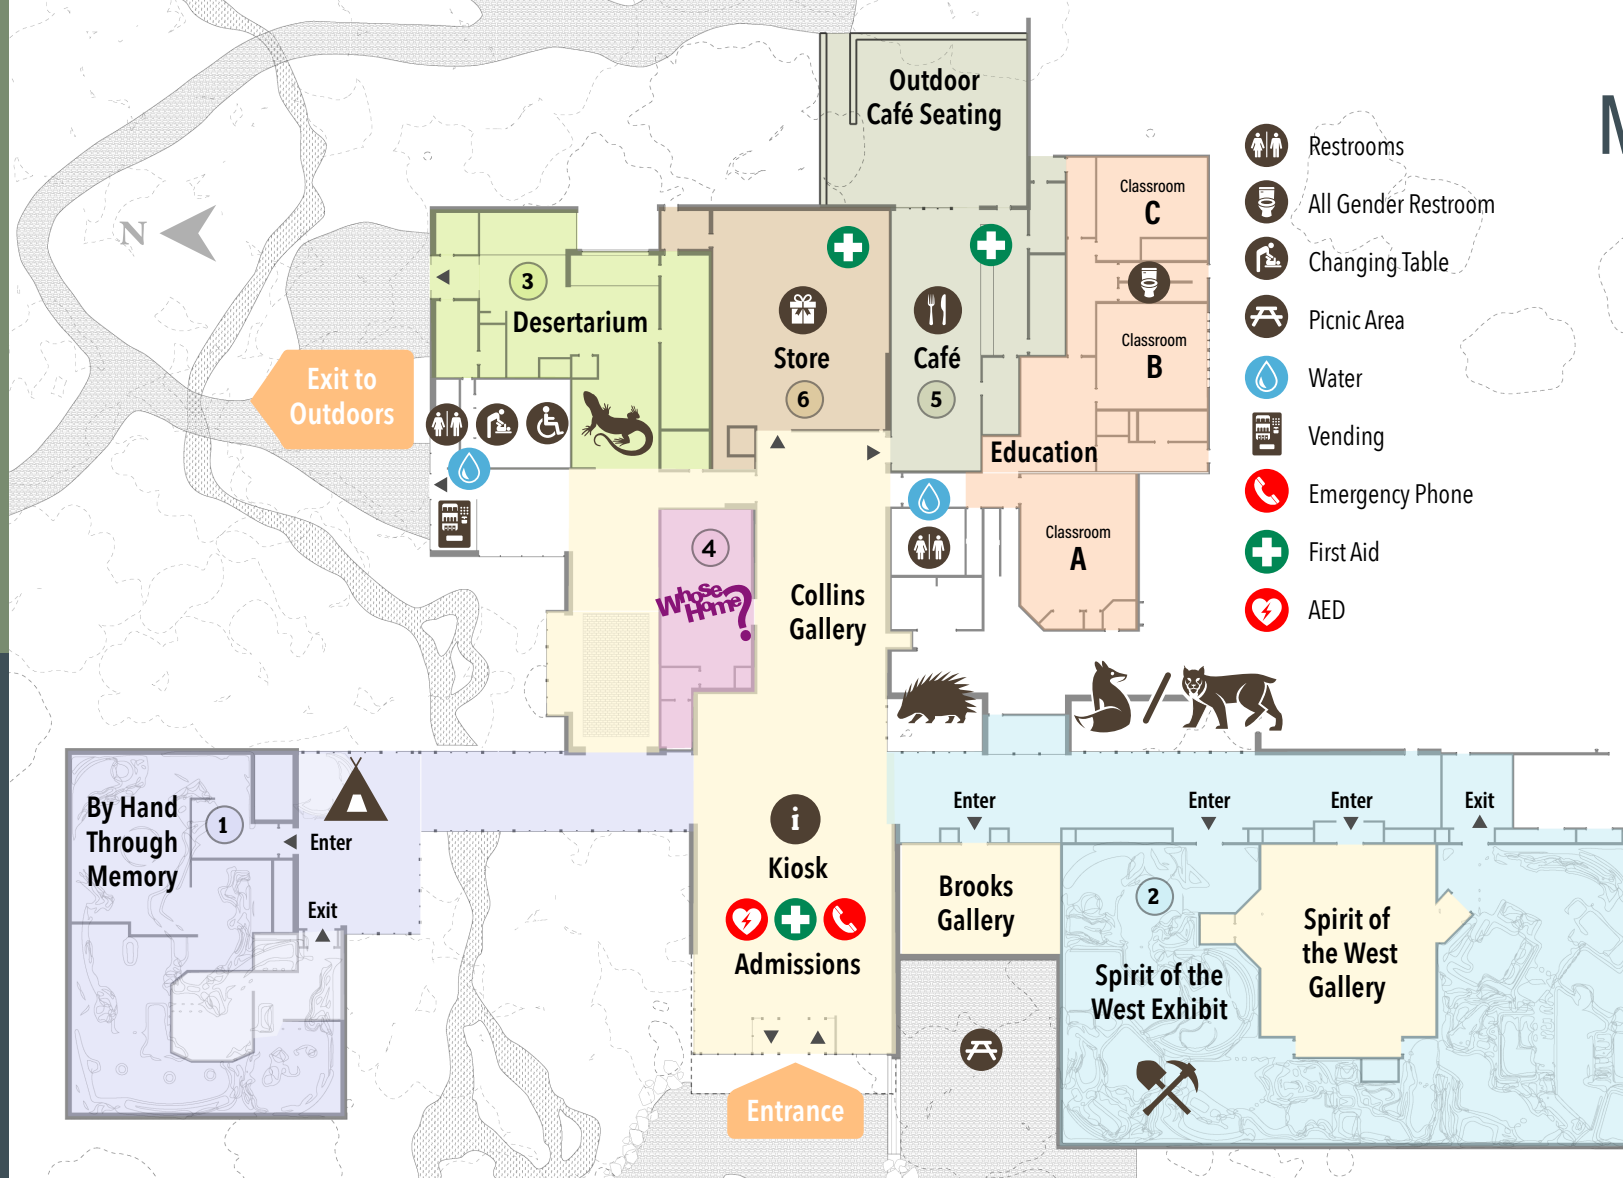 Outdoor
Café Seating
M
Restrooms
All Gender Restroom
Changing Table
Picnic Area
Water
Vending
Emergency Phone
First Aid
AED
Classroom
C
N
3
Desertarium
Store
6
Café
5
Classroom
B
Exit to
Outdoors
Education
Classroom
A
4
Whose
Home?
Collins
Gallery
By Hand
Through
Memory
1
Enter
Exit
i
Kiosk
Admissions
Enter
Enter
Enter
Exit
Brooks
Gallery
2
Spirit of the
West Exhibit
Spirit of
the West
Gallery
Entrance